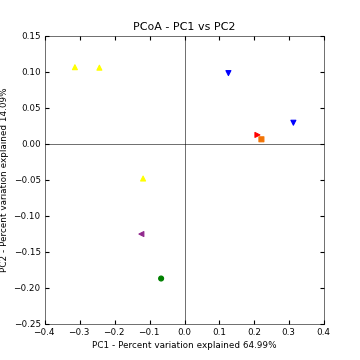 PCoA - PC1 vs PC2
0.15
0.10
0.05
0.00
−0.05
−0.10
−0.15
−0.20
−0.25
PC2 - Percent variation explained 14.09%
−0.4 −0.3 −0.2 −0.1 0.0 0.1 0.2 0.3 0.4
PC1 - Percent variation explained 64.99%